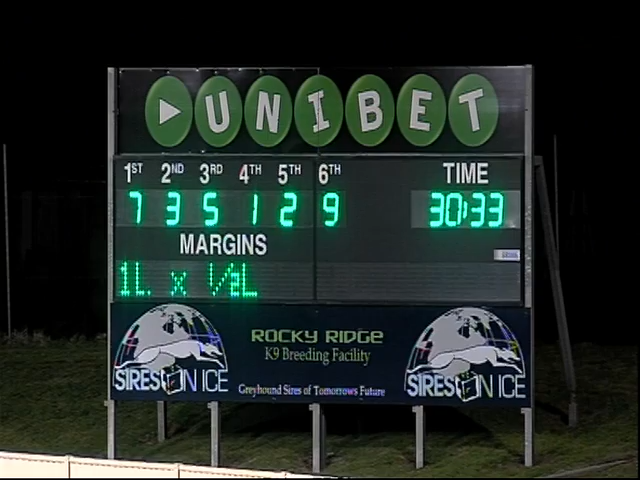 UNIBET
1ST 2ND 3RD 4TH 5TH 6TH TIME
7 3 5 1 2 9 30:33
MARGINS
1L. x 1/2L
ROCKY RIDGE
K9 Breeding Facility
SIRES ON ICE
Greyhound Sires of Tomorrows Future
SIRES ON ICE